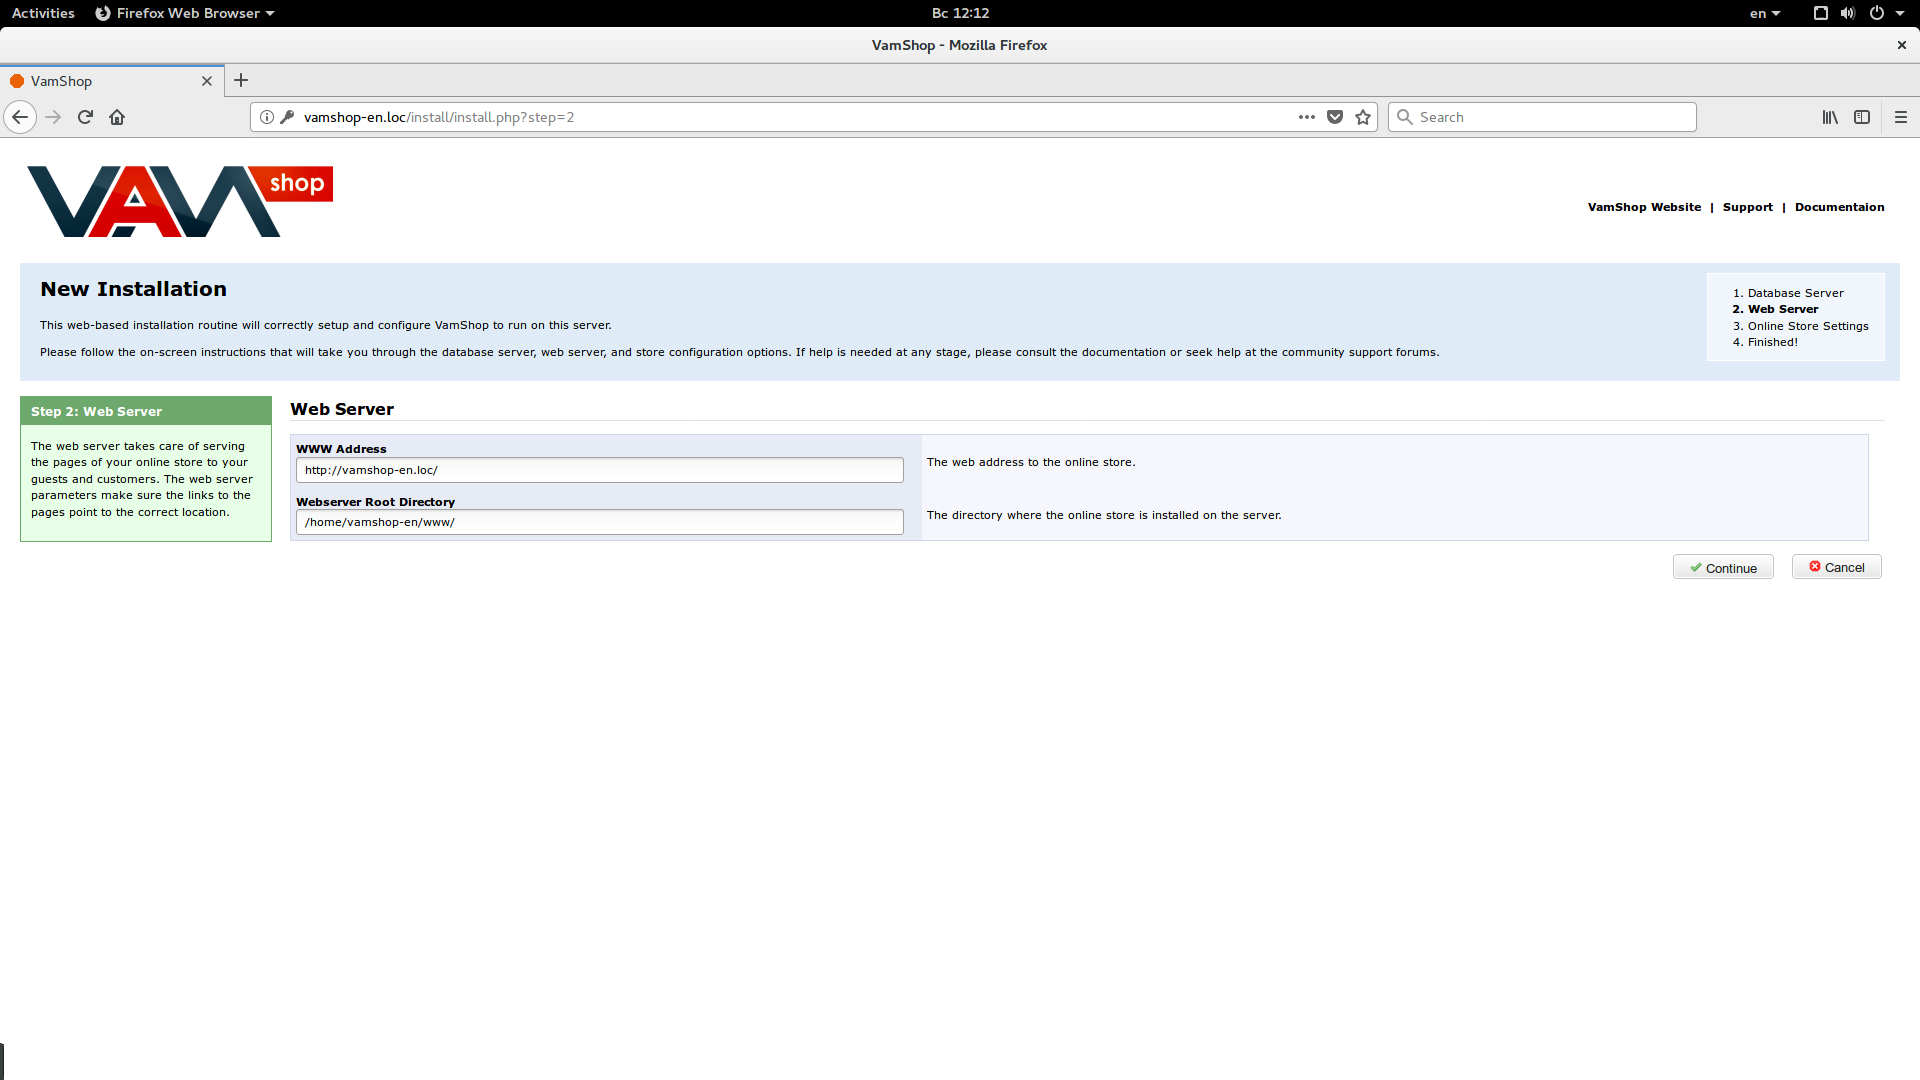 Activities Firefox Web Browser Вс 12:12 en
VamShop - Mozilla Firefox
VamShop
vamshop-en.loc/install/install.php?step=2 Search
VAM shop
VamShop Website | Support | Documentaion
New Installation
This web-based installation routine will correctly setup and configure VamShop to run on this server.
Please follow the on-screen instructions that will take you through the database server, web server, and store configuration options. If help is needed at any stage, please consult the documentation or seek help at the community support forums.
1. Database Server
2. Web Server
3. Online Store Settings
4. Finished!
Step 2: Web Server
The web server takes care of serving
the pages of your online store to your
guests and customers. The web server
parameters make sure the links to the
pages point to the correct location.
Web Server
WWW Address
http://vamshop-en.loc/
The web address to the online store.
Webserver Root Directory
/home/vamshop-en/www/
The directory where the online store is installed on the server.
Continue Cancel